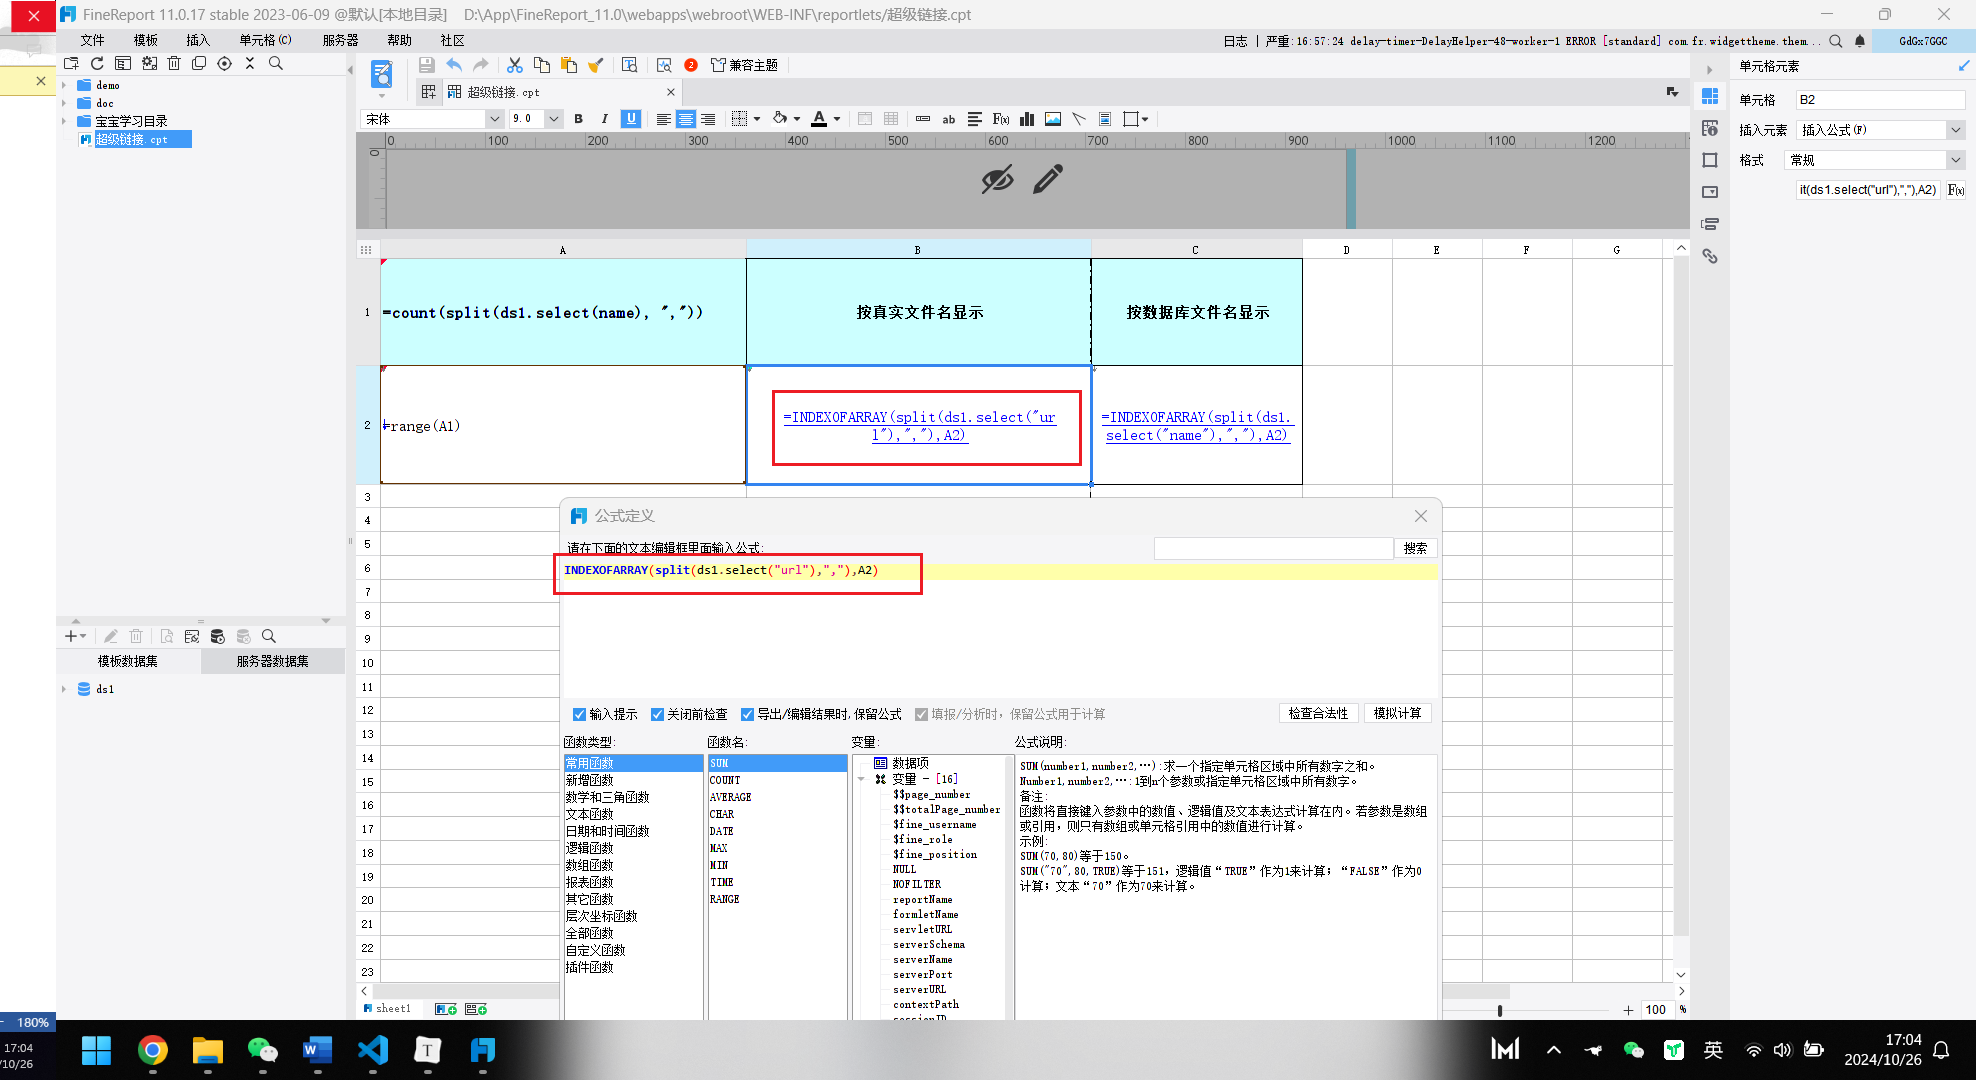 FineReport 11.0.17 stable 2023-06-09 @默认[本地目录]    D:\App\FineReport_11.0\webapps\webroot\WEB-INF\reportlets/超级链接.cpt
文件 模板 插入 单元格(C) 服务器 帮助 社区
日志 | 严重:16:57:24 delay-timer-DelayHelper-48-worker-1 ERROR [standard] com.fr.widgettheme.them...
GdGx7GGC
demo
doc
宝宝学习目录
超级链接.cpt
2
兼容主题
超级链接.cpt
宋体 9.0 B I U A ab F(x)
0 100 200 300 400 500 600 700 800 900 1000 1100 1200
0
A B C D E F G
1
=count(split(ds1.select(name), ","))
按真实文件名显示
按数据库文件名显示
2
=range(A1)
=INDEXOFARRAY(split(ds1.select("ur
l"),","),A2)
=INDEXOFARRAY(split(ds1.
select("name"),","),A2)
3
4
5
6
7
8
9
10
11
12
13
14
15
16
17
18
19
20
21
22
23
公式定义
请在下面的文本编辑框里面输入公式:
搜索
INDEXOFARRAY(split(ds1.select("url"),","),A2)
输入提示 关闭前检查 导出/编辑结果时,保留公式 填报/分析时，保留公式用于计算
检查合法性 模拟计算
函数类型:
常用函数
新增函数
数学和三角函数
文本函数
日期和时间函数
逻辑函数
数组函数
报表函数
其它函数
层次坐标函数
全部函数
自定义函数
插件函数
函数名:
SUM
COUNT
AVERAGE
CHAR
DATE
MAX
MIN
TIME
RANGE
变量:
数据项
变量 - [16]
$$page_number
$$totalPage_number
$fine_username
$fine_role
$fine_position
NULL
NOFILTER
reportName
formletName
servletURL
serverSchema
serverName
serverPort
serverURL
contextPath
sessionID
公式说明:
SUM(number1,number2,…):求一个指定单元格区域中所有数字之和。
Number1,number2,…:1到n个参数或指定单元格区域中所有数字。
备注:
函数将直接键入参数中的数值、逻辑值及文本表达式计算在内。若参数是数组
或引用，则只有数组或单元格引用中的数值进行计算。
示例:
SUM(70,80)等于150。
SUM("70",80,TRUE)等于151，逻辑值“TRUE”作为1来计算；“FALSE”作为0
计算；文本“70”作为70来计算。
模板数据集 服务器数据集
ds1
单元格元素
单元格 B2
插入元素 插入公式(F)
格式 常规
it(ds1.select("url"),","),A2) F(x)
sheet1
100 %
180%
17:04
/10/26
T
英
17:04
2024/10/26